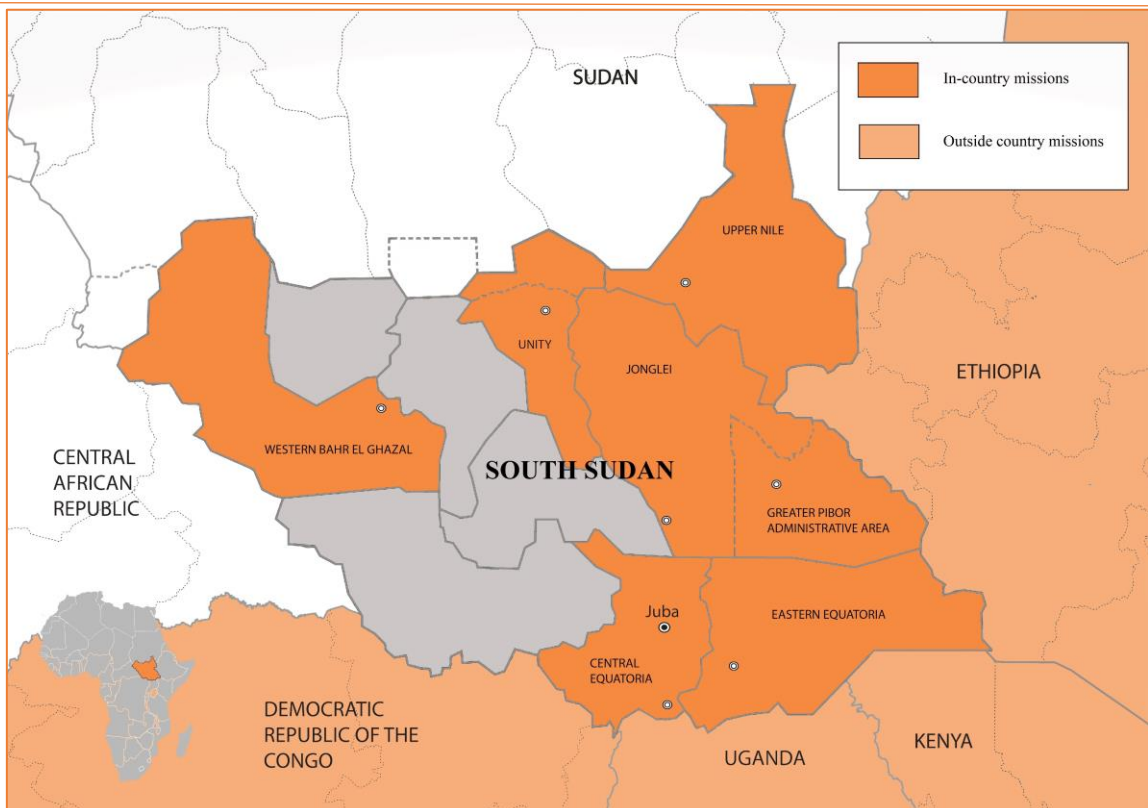 SUDAN
In-country missions
Outside country missions
UPPER NILE
UNITY
JONGLEI
ETHIOPIA
WESTERN BAHR EL GHAZAL
CENTRAL
AFRICAN
REPUBLIC
SOUTH SUDAN
GREATER PIBOR
ADMINISTRATIVE AREA
Juba
EASTERN EQUATORIA
CENTRAL
EQUATORIA
DEMOCRATIC
REPUBLIC OF THE
CONGO
UGANDA
KENYA